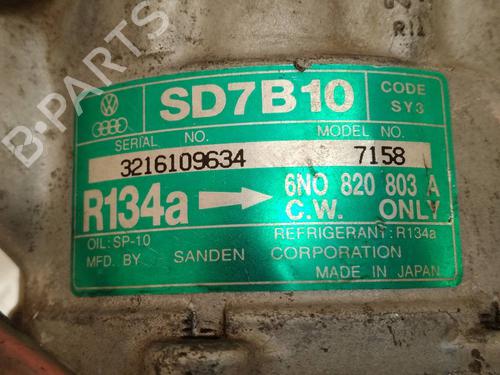 SD7B10
CODE
SY3
SERIAL NO.
MODEL NO.
3216109634
7158
R134a
6N0 820 803 A
C.W. ONLY
OIL: SP-10
REFRIGERANT: R134a
MFD. BY SANDEN CORPORATION
MADE IN JAPAN
B-PARTS